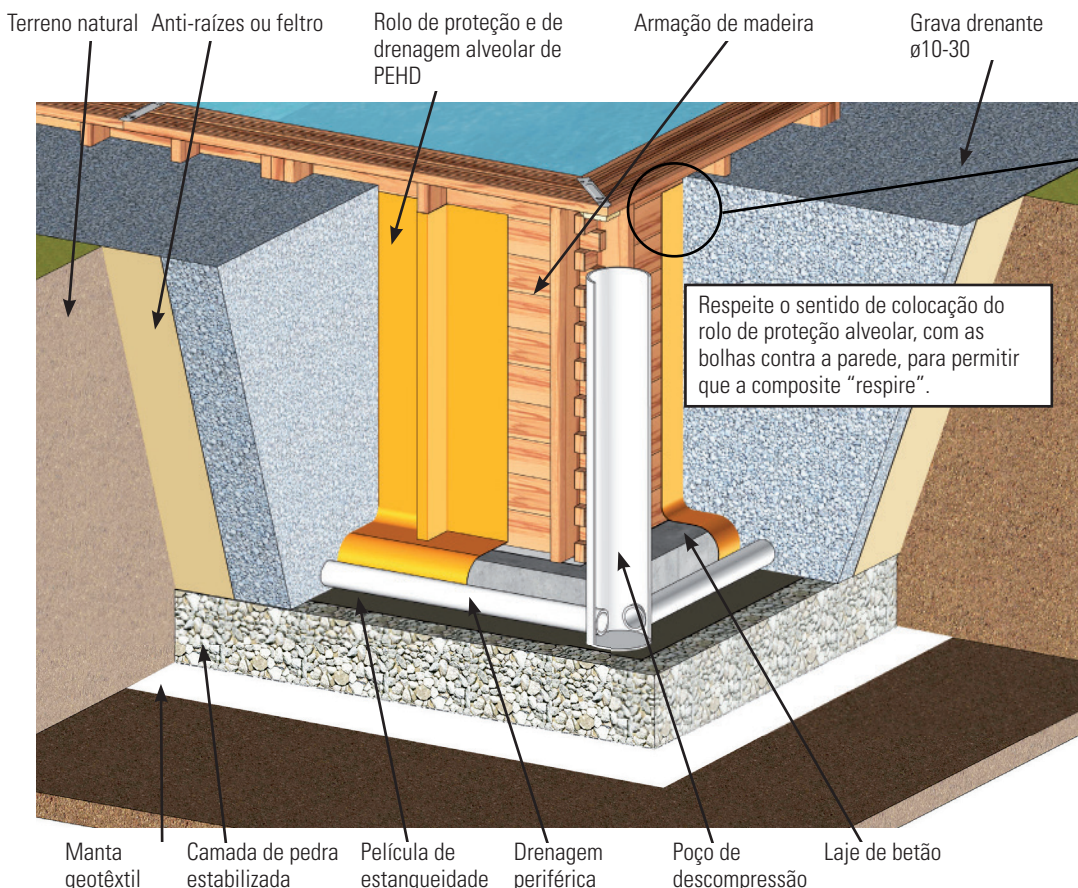 Terreno natural
Anti-raízes ou feltro
Rolo de proteção e de
drenagem alveolar de
PEHD
Armação de madeira
Grava drenante
ø10-30
Respeite o sentido de colocação do
rolo de proteção alveolar, com as
bolhas contra a parede, para permitir
que a composite “respire”.
Manta
geotêxtil
Camada de pedra
estabilizada
Película de
estanqueidade
Drenagem
periférica
Poço de
descompressão
Laje de betão